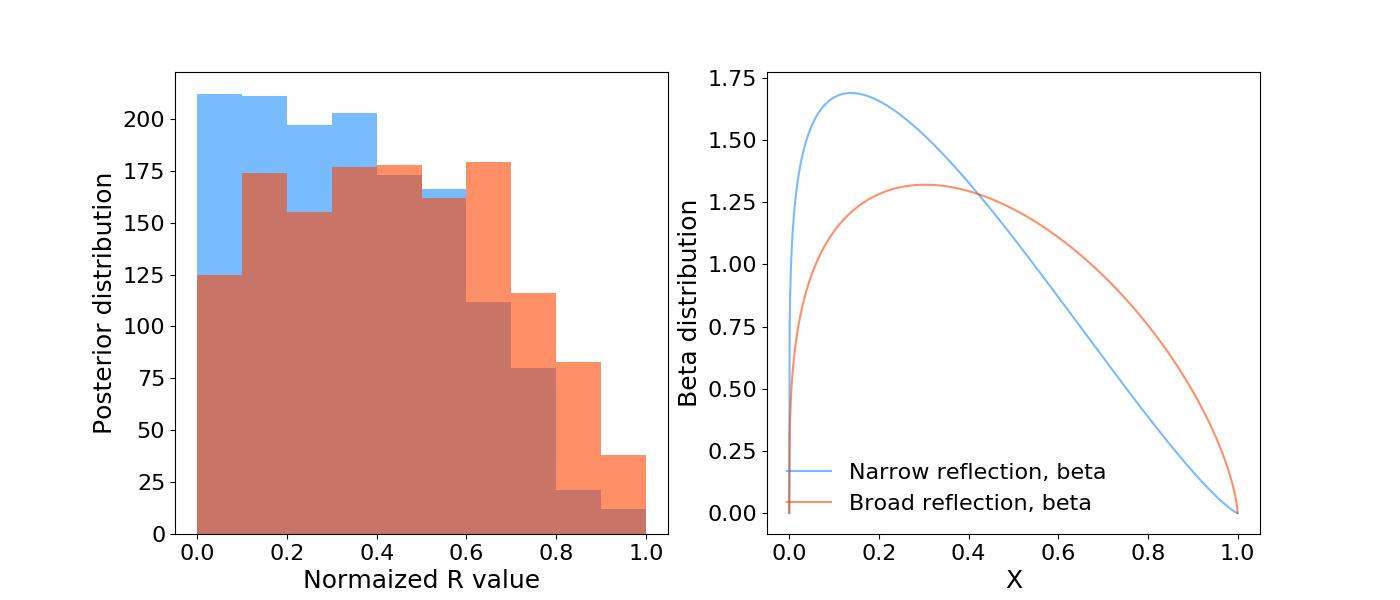 Posterior distribution
200
175
150
125
100
75
50
25
0
0.0 0.2 0.4 0.6 0.8 1.0
Normaized R value
Beta distribution
1.75
1.50
1.25
1.00
0.75
0.50
0.25
0.00
Narrow reflection, beta
Broad reflection, beta
0.0 0.2 0.4 0.6 0.8 1.0
X